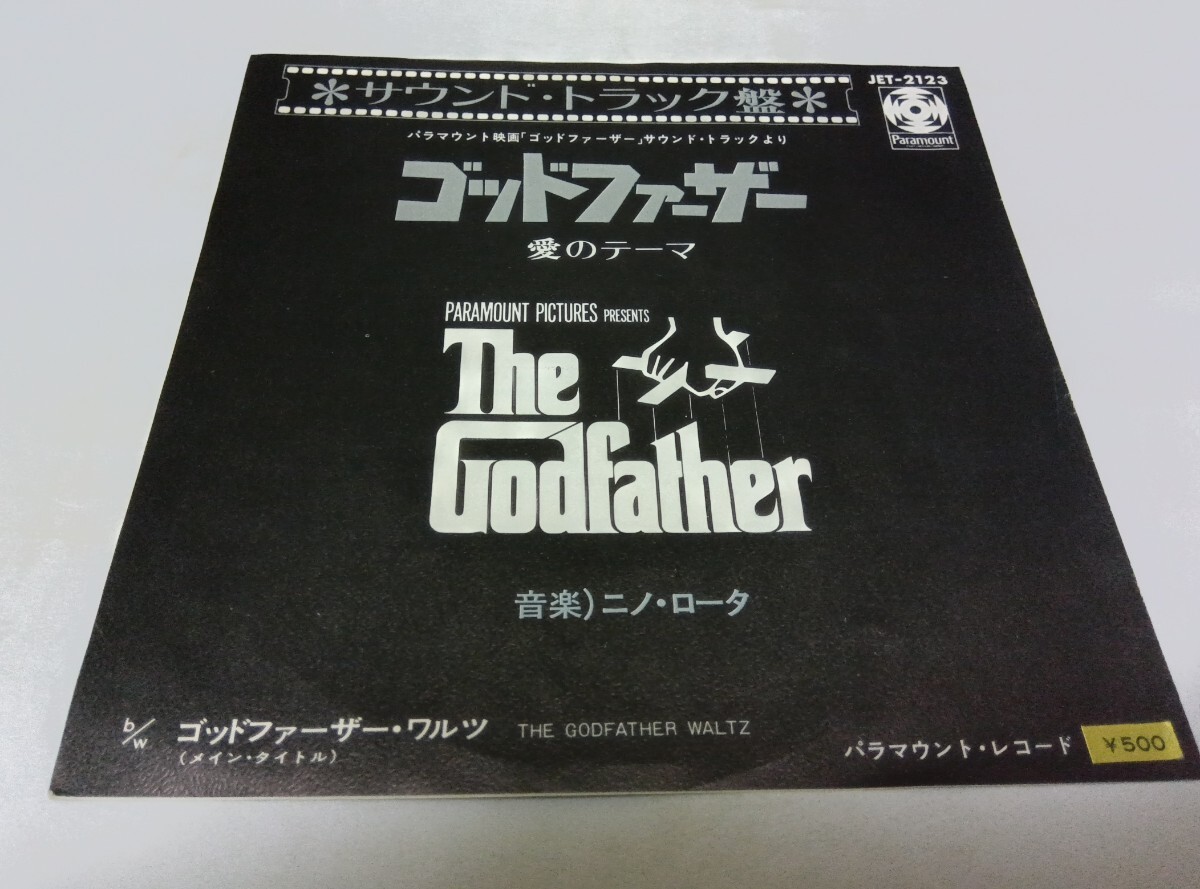 JET-2123
＊サウンド・トラック盤＊
Paramount
パラマウント映画「ゴッドファーザー」サウンド・トラックより
ゴッドファーザー
愛のテーマ
PARAMOUNT PICTURES PRESENTS
The
Godfather
音楽)ニノ・ロータ
b/w ゴッドファーザー・ワルツ THE GODFATHER WALTZ
(メイン・タイトル)
パラマウント・レコード ¥500